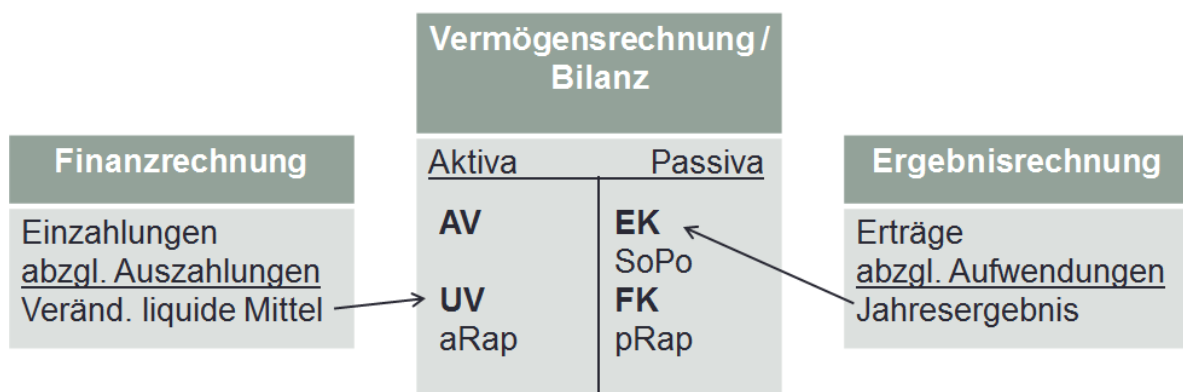 Finanzrechnung
Einzahlungen
abzgl. Auszahlungen
Veränd. liquide Mittel
Vermögensrechnung /
Bilanz
Aktiva Passiva
AV EK
SoPo
UV FK
aRap pRap
Ergebnisrechnung
Erträge
abzgl. Aufwendungen
Jahresergebnis